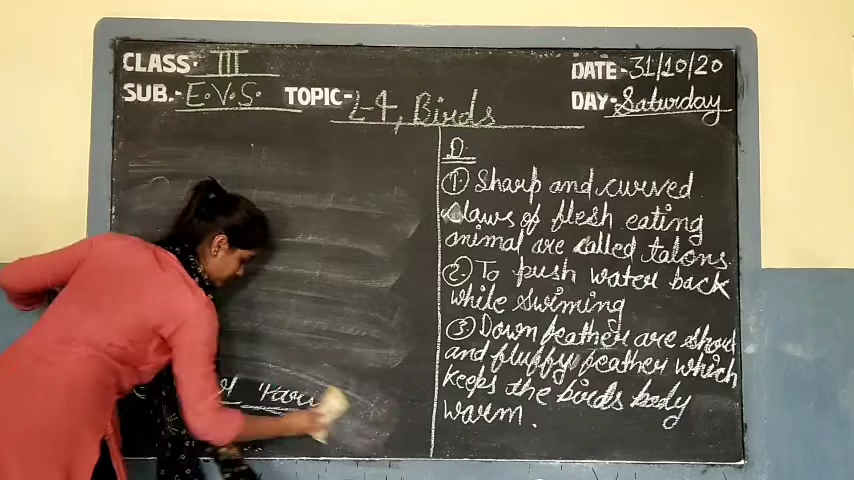 CLASS- III
SUB.- E.V.S.
TOPIC- L-4, Birds
DATE- 31/10/20
DAY- Saturday
D.
① Sharp and curved
claws of flesh eating
animal are called talons.
② To push water back
while swiming
③ Down feather are short
and fluffy feather which
keeps the birds body
warm.